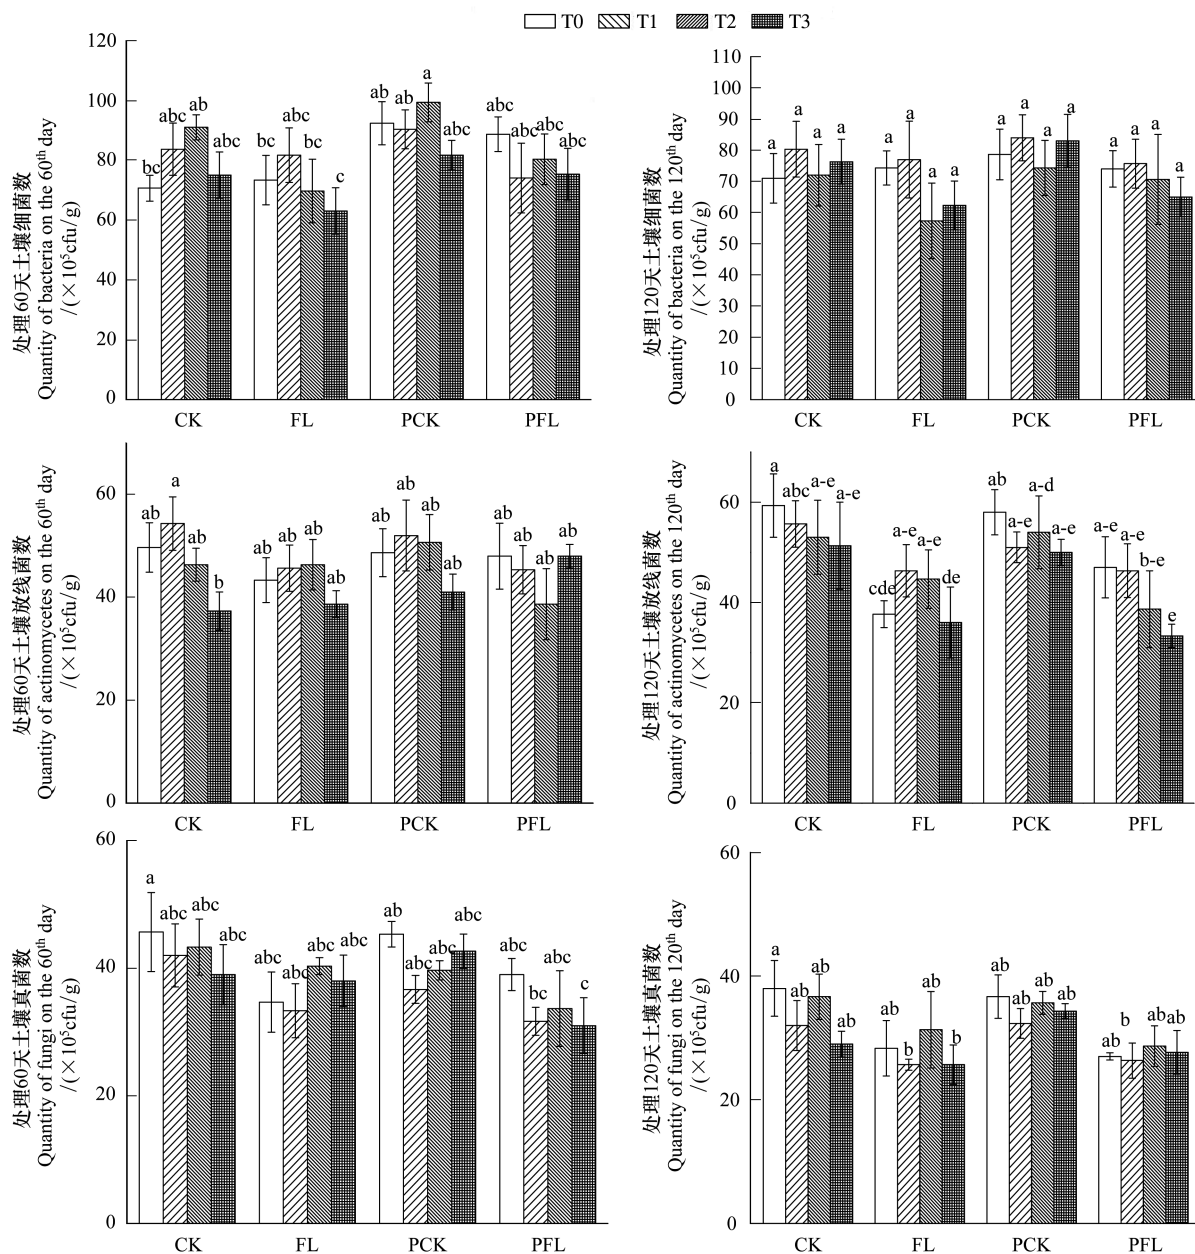 T0 T1 T2 T3
处理60天土壤细菌数
Quantity of bacteria on the 60th day
/(×10⁵cfu/g)
120
100
80
60
40
20
0
bc abc ab abc
bc abc bc c
ab ab a abc
abc abc abc abc
CK FL PCK PFL
处理120天土壤细菌数
Quantity of bacteria on the 120th day
/(×10⁵cfu/g)
110
100
90
80
70
60
50
40
30
20
10
0
a a a a
a a a a
a a a a
a a a a
CK FL PCK PFL
处理60天土壤放线菌数
Quantity of actinomycetes on the 60th day
/(×10⁵cfu/g)
60
40
20
0
ab a ab b
ab ab ab ab
ab ab ab ab
ab ab ab ab
CK FL PCK PFL
处理120天土壤放线菌数
Quantity of actinomycetes on the 120th day
/(×10⁵cfu/g)
60
40
20
0
a abc a-e a-e
cde a-e a-e de
ab a-e a-d a-e
a-e a-e b-e e
CK FL PCK PFL
处理60天土壤真菌数
Quantity of fungi on the 60th day
/(×10⁵cfu/g)
60
40
20
0
a abc abc abc
abc abc abc abc
ab abc abc abc
abc bc abc c
CK FL PCK PFL
处理120天土壤真菌数
Quantity of fungi on the 120th day
/(×10⁵cfu/g)
60
40
20
0
a ab ab ab
ab b ab b
ab ab ab ab
ab b ab ab
CK FL PCK PFL